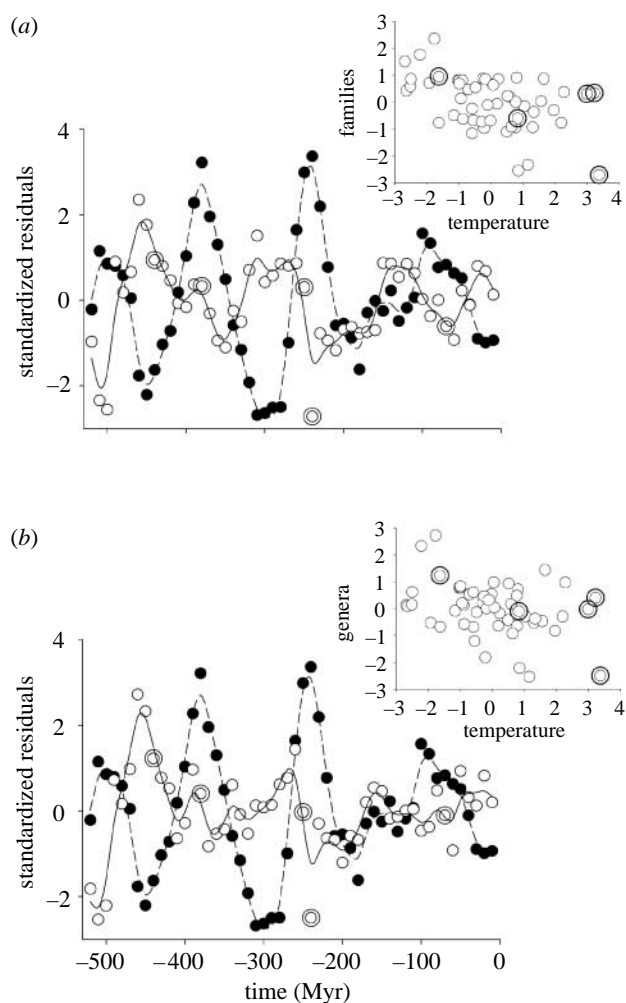 (a)
3
2
1
0
−1
−2
−3
families
−3 −2 −1 0 1 2 3 4
temperature
4
2
0
−2
standardized residuals
(b)
3
2
1
0
−1
−2
−3
genera
−3 −2 −1 0 1 2 3 4
temperature
4
2
0
−2
standardized residuals
−500 −400 −300 −200 −100 0
time (Myr)